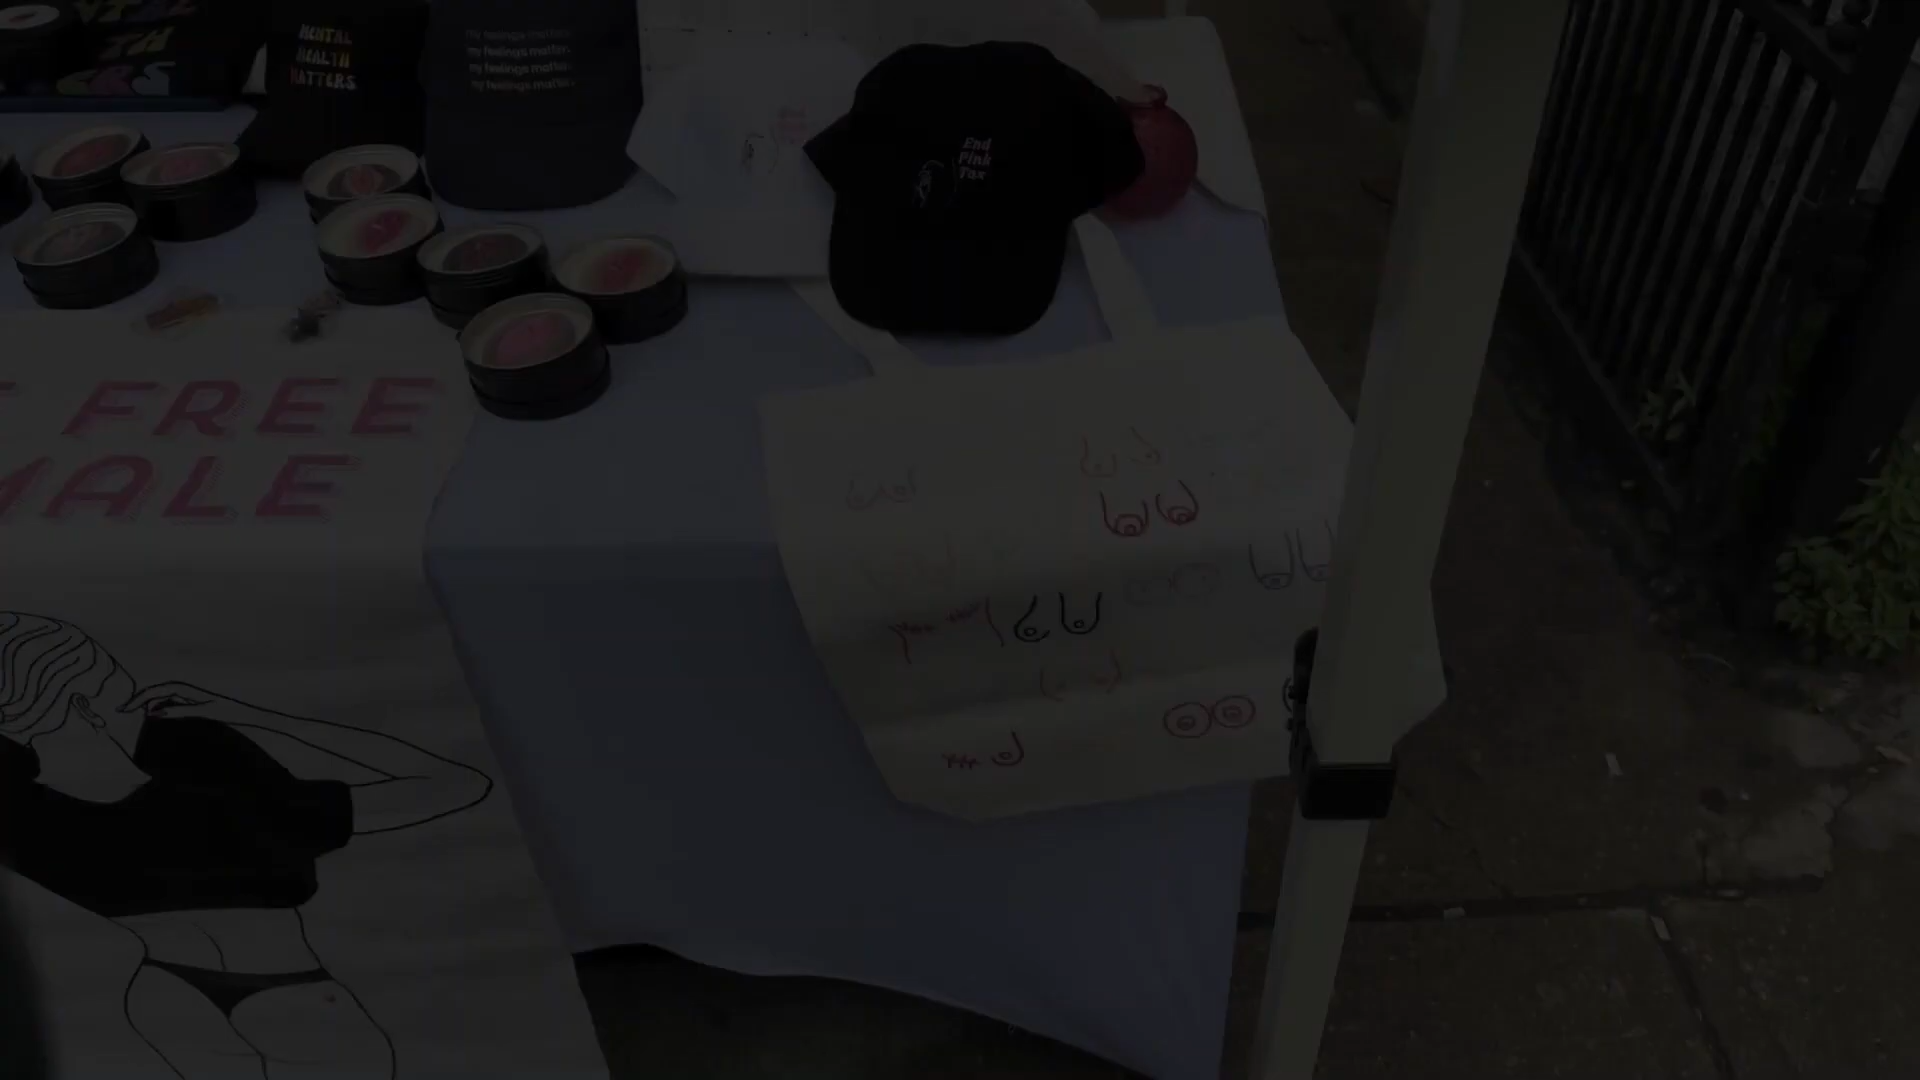 MENTAL
HEALTH
MATTERS
my feelings matter.
my feelings matter.
my feelings matter.
my feelings matter.
End
Pink
Tax
FREE
MALE